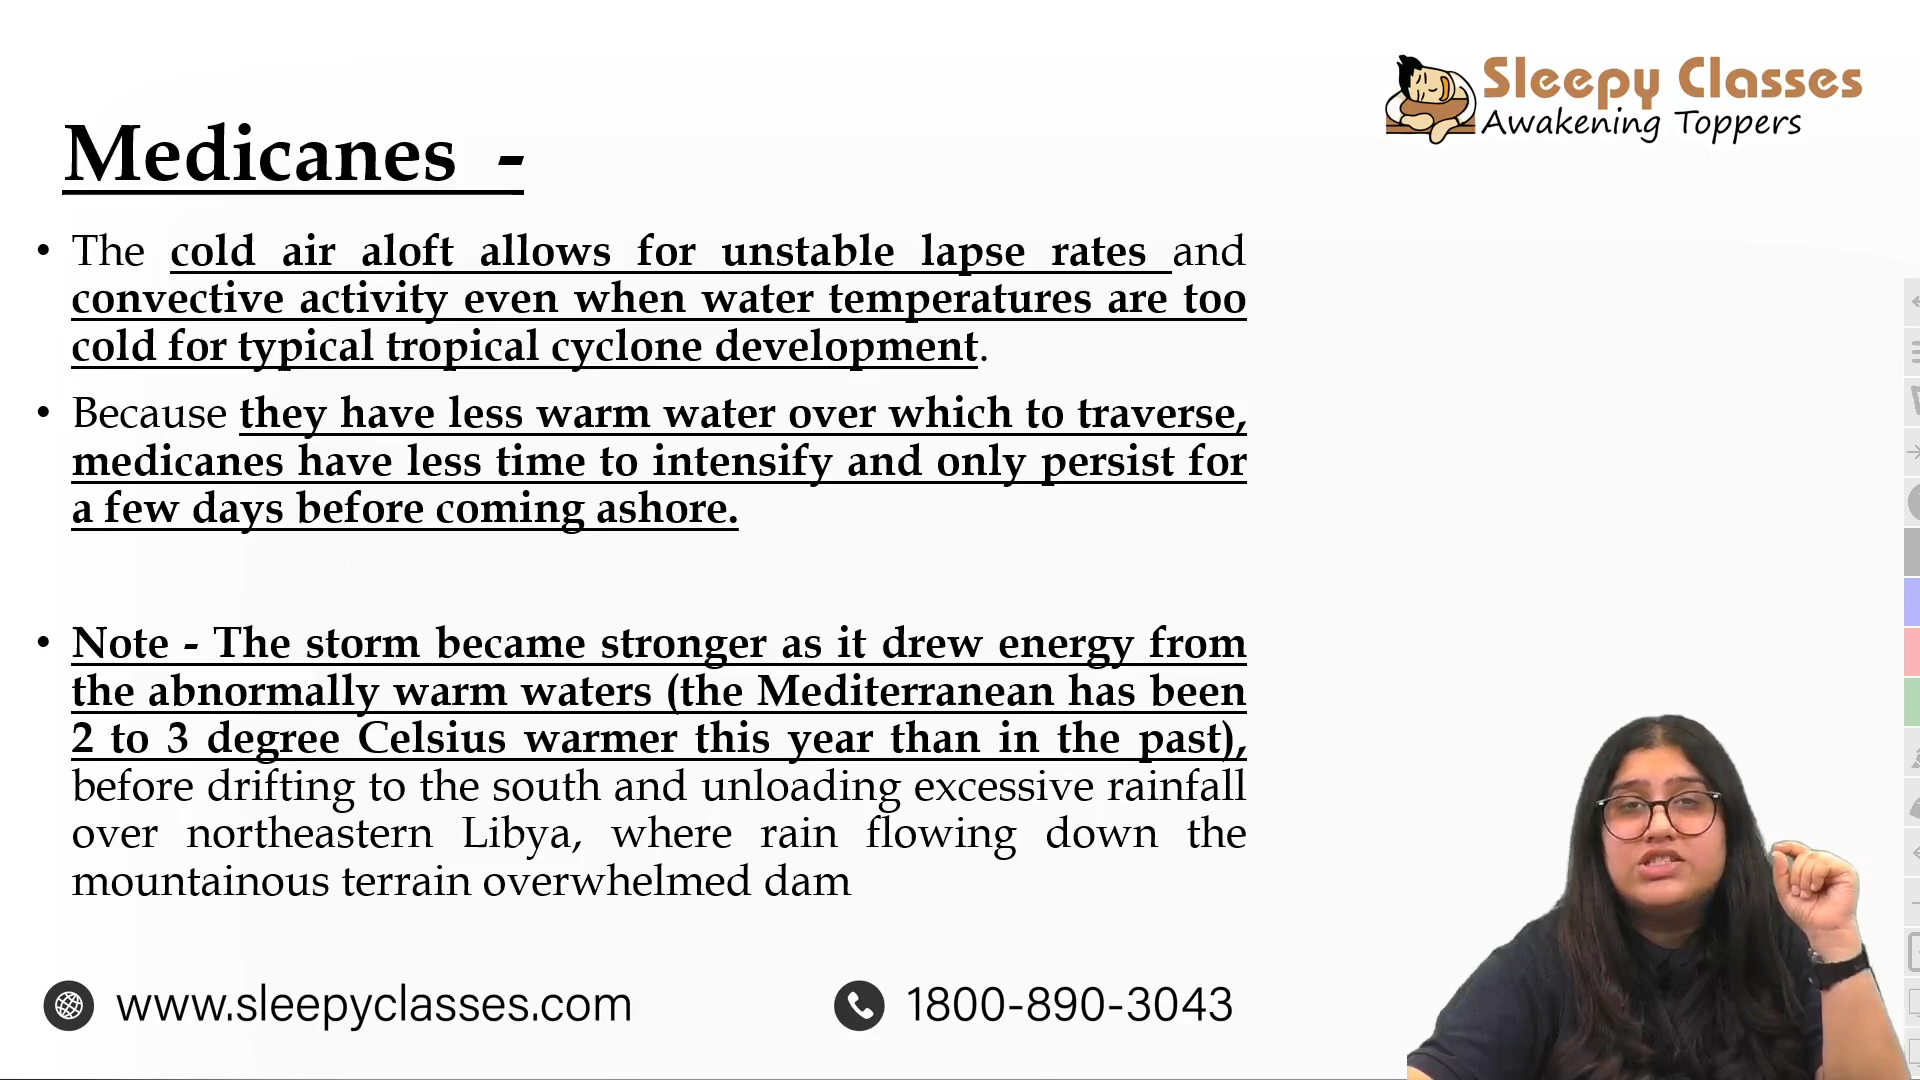 Sleepy Classes
Awakening Toppers
Medicanes -
• The cold air aloft allows for unstable lapse rates and
convective activity even when water temperatures are too
cold for typical tropical cyclone development.
• Because they have less warm water over which to traverse,
medicanes have less time to intensify and only persist for
a few days before coming ashore.
• Note - The storm became stronger as it drew energy from
the abnormally warm waters (the Mediterranean has been
2 to 3 degree Celsius warmer this year than in the past),
before drifting to the south and unloading excessive rainfall
over northeastern Libya, where rain flowing down the
mountainous terrain overwhelmed dam
www.sleepyclasses.com
1800-890-3043